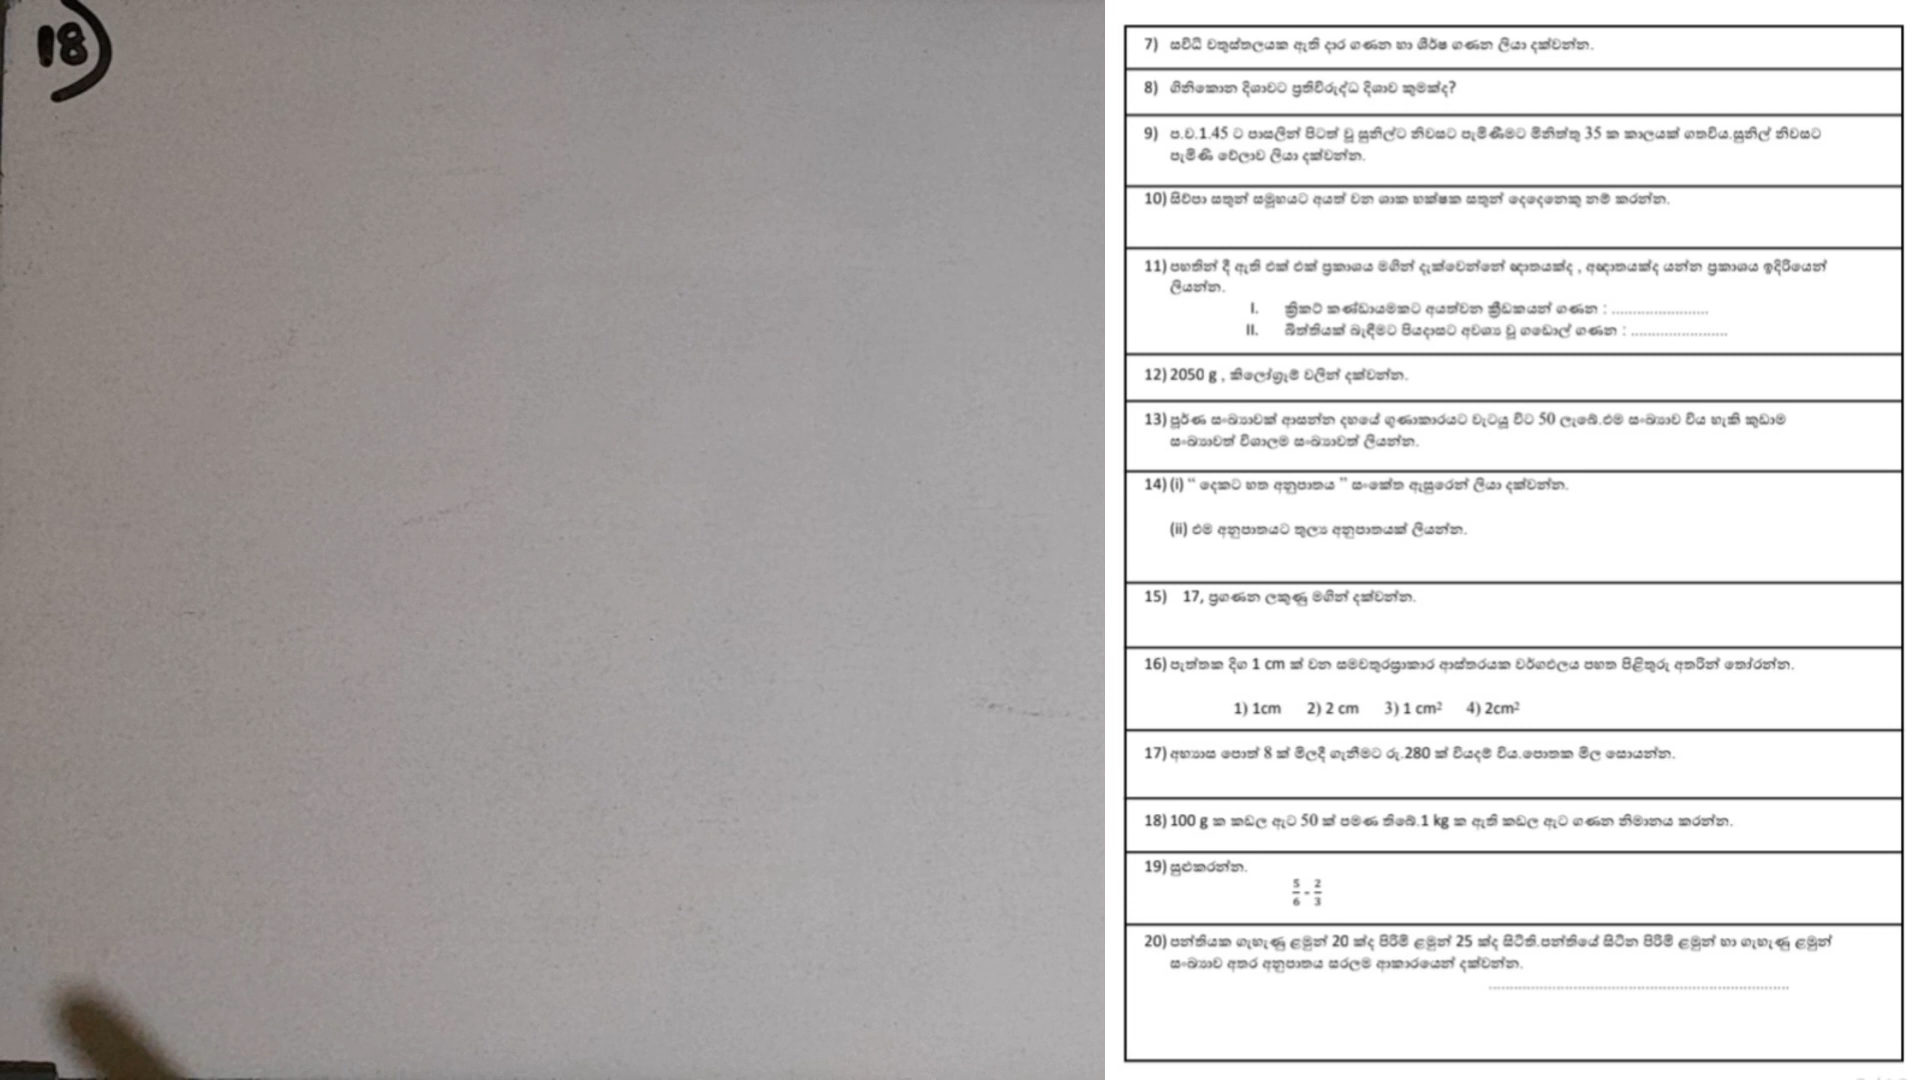 18)
7) සවිධි චතුස්තලයක ඇති දාර ගණන හා ශීර්ෂ ගණන ලියා දක්වන්න.
8) ගිනිකොන දිශාවට ප්‍රතිවිරුද්ධ දිශාව කුමක්ද?
9) ප.ව.1.45 ට පාසලින් පිටත් වූ සුනිල්ට නිවසට පැමිණීමට මිනිත්තු 35 ක කාලයක් ගතවිය.සුනිල් නිවසට
පැමිණි වේලාව ලියා දක්වන්න.
10) සිව්පා සතුන් සමූහයට අයත් වන ශාක භක්ෂක සතුන් දෙදෙනෙකු නම් කරන්න.
11) පහතින් දී ඇති එක් එක් ප්‍රකාශය මගින් දැක්වෙන්නේ ඥාතයක්ද , අඥාතයක්ද යන්න ප්‍රකාශය ඉදිරියෙන්
ලියන්න.
I. ක්‍රිකට් කණ්ඩායමකට අයත්වන ක්‍රීඩකයන් ගණන : ........................
II. බිත්තියක් බැඳීමට පියදාසට අවශ්‍ය වූ ගඩොල් ගණන : ........................
12) 2050 g , කිලෝග්‍රෑම් වලින් දක්වන්න.
13) පූර්ණ සංඛ්‍යාවක් ආසන්න දහයේ ගුණාකාරයට වැටයූ විට 50 ලැබේ.එම සංඛ්‍යාව විය හැකි කුඩාම
සංඛ්‍යාවත් විශාලම සංඛ්‍යාවත් ලියන්න.
14) (i) “ දෙකට හත අනුපාතය ” සංකේත ඇසුරෙන් ලියා දක්වන්න.
(ii) එම අනුපාතයට තුල්‍ය අනුපාතයක් ලියන්න.
15) 17, ප්‍රගණන ලකුණු මගින් දක්වන්න.
16) පැත්තක දිග 1 cm ක් වන සමචතුරස්‍රාකාර ආස්තරයක වර්ගඵලය පහත පිළිතුරු අතරින් තෝරන්න.
1) 1cm 2) 2 cm 3) 1 cm² 4) 2cm²
17) අභ්‍යාස පොත් 8 ක් මිලදී ගැනීමට රු.280 ක් වියදම් විය.පොතක මිල සොයන්න.
18) 100 g ක කඩල ඇට 50 ක් පමණ තිබේ.1 kg ක ඇති කඩල ඇට ගණන නිමානය කරන්න.
19) සුළුකරන්න.
5/6 - 2/3
20) පන්තියක ගැහැණු ළමුන් 20 ක්ද පිරිමි ළමුන් 25 ක්ද සිටිති.පන්තියේ සිටින පිරිමි ළමුන් හා ගැහැණු ළමුන්
සංඛ්‍යාව අතර අනුපාතය සරලම ආකාරයෙන් දක්වන්න.
...........................................................................